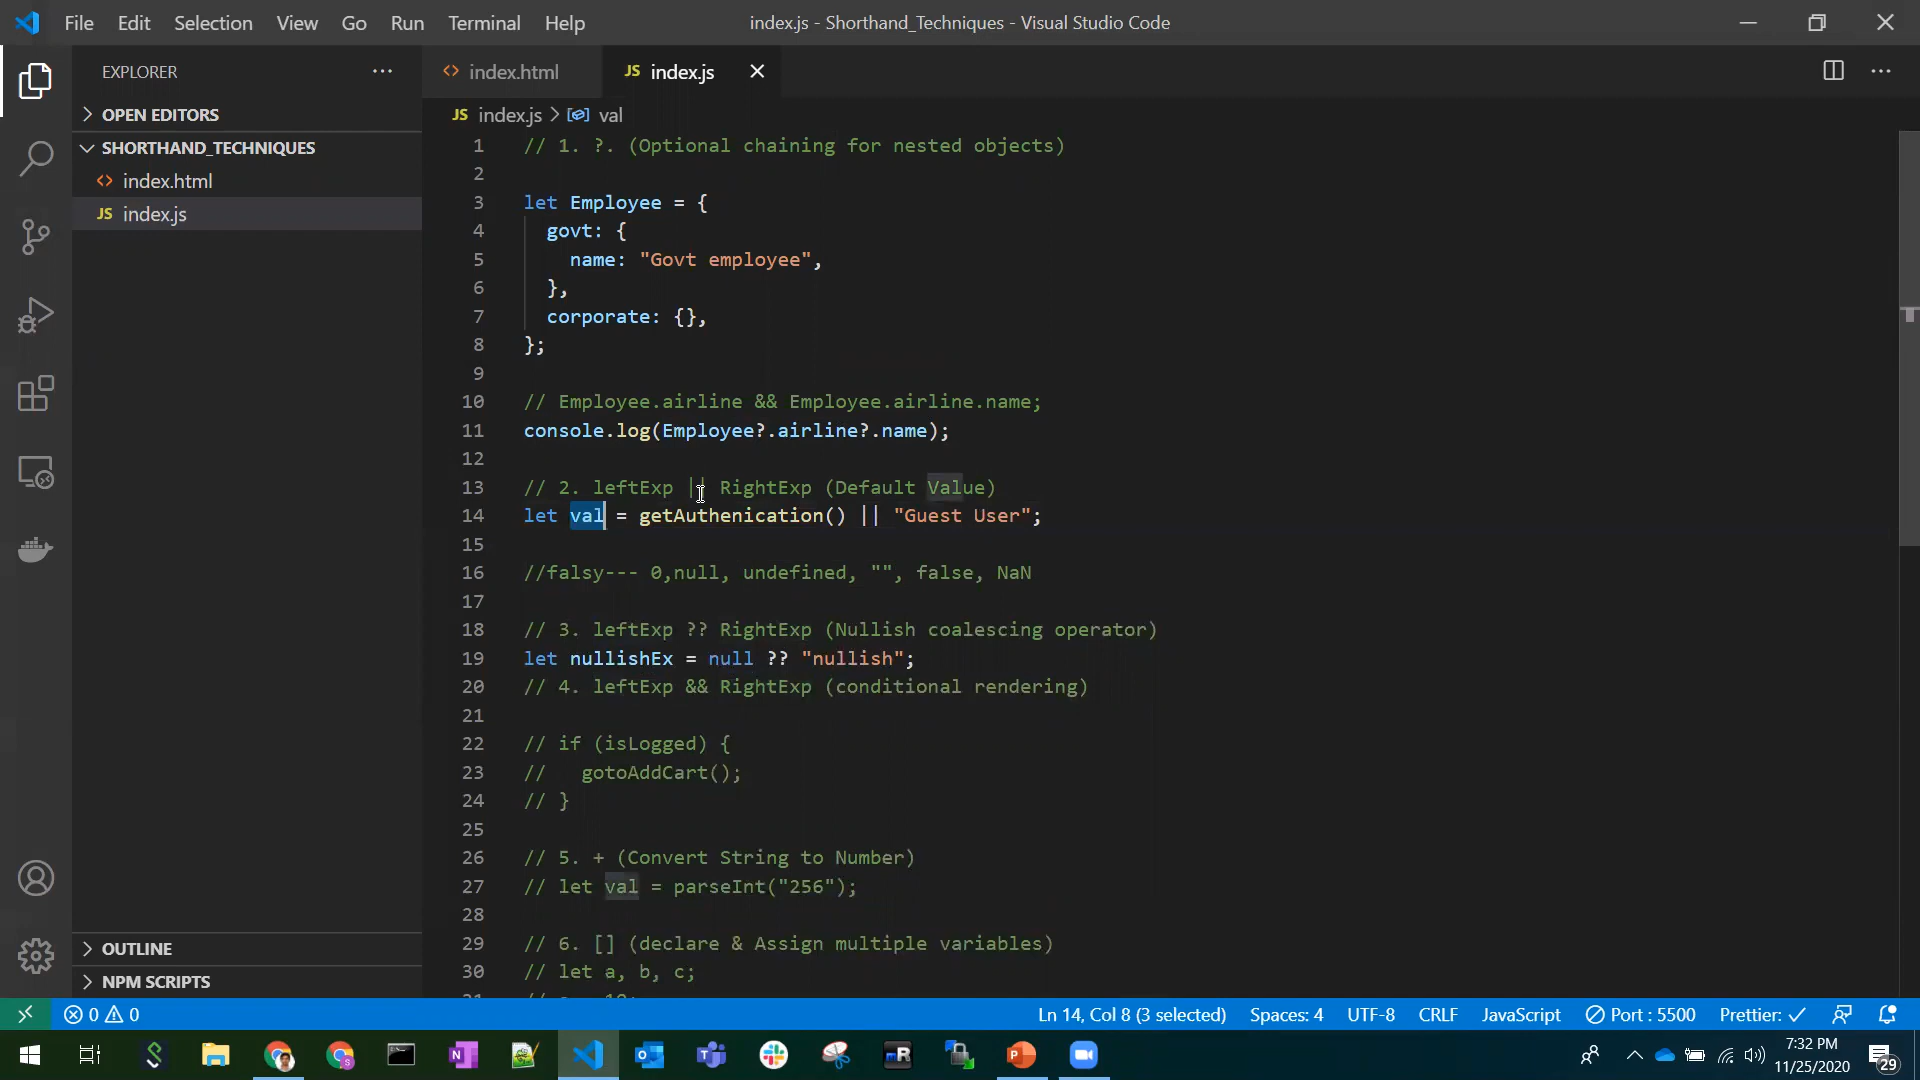 File Edit Selection View Go Run Terminal Help
index.js - Shorthand_Techniques - Visual Studio Code
EXPLORER
OPEN EDITORS
SHORTHAND_TECHNIQUES
index.html
JS index.js
OUTLINE
NPM SCRIPTS
index.html
JS index.js
JS index.js > val
1 // 1. ?. (Optional chaining for nested objects)
2
3 let Employee = {
4 govt: {
5 name: "Govt employee",
6 },
7 corporate: {},
8 };
9
10 // Employee.airline && Employee.airline.name;
11 console.log(Employee?.airline?.name);
12
13 // 2. leftExp || RightExp (Default Value)
14 let val = getAuthenication() || "Guest User";
15
16 //falsy--- 0,null, undefined, "", false, NaN
17
18 // 3. leftExp ?? RightExp (Nullish coalescing operator)
19 let nullishEx = null ?? "nullish";
20 // 4. leftExp && RightExp (conditional rendering)
21
22 // if (isLogged) {
23 // gotoAddCart();
24 // }
25
26 // 5. + (Convert String to Number)
27 // let val = parseInt("256");
28
29 // 6. [] (declare & Assign multiple variables)
30 // let a, b, c;
0 0
Ln 14, Col 8 (3 selected) Spaces: 4 UTF-8 CRLF JavaScript Port : 5500 Prettier: ✓
7:32 PM
11/25/2020
29